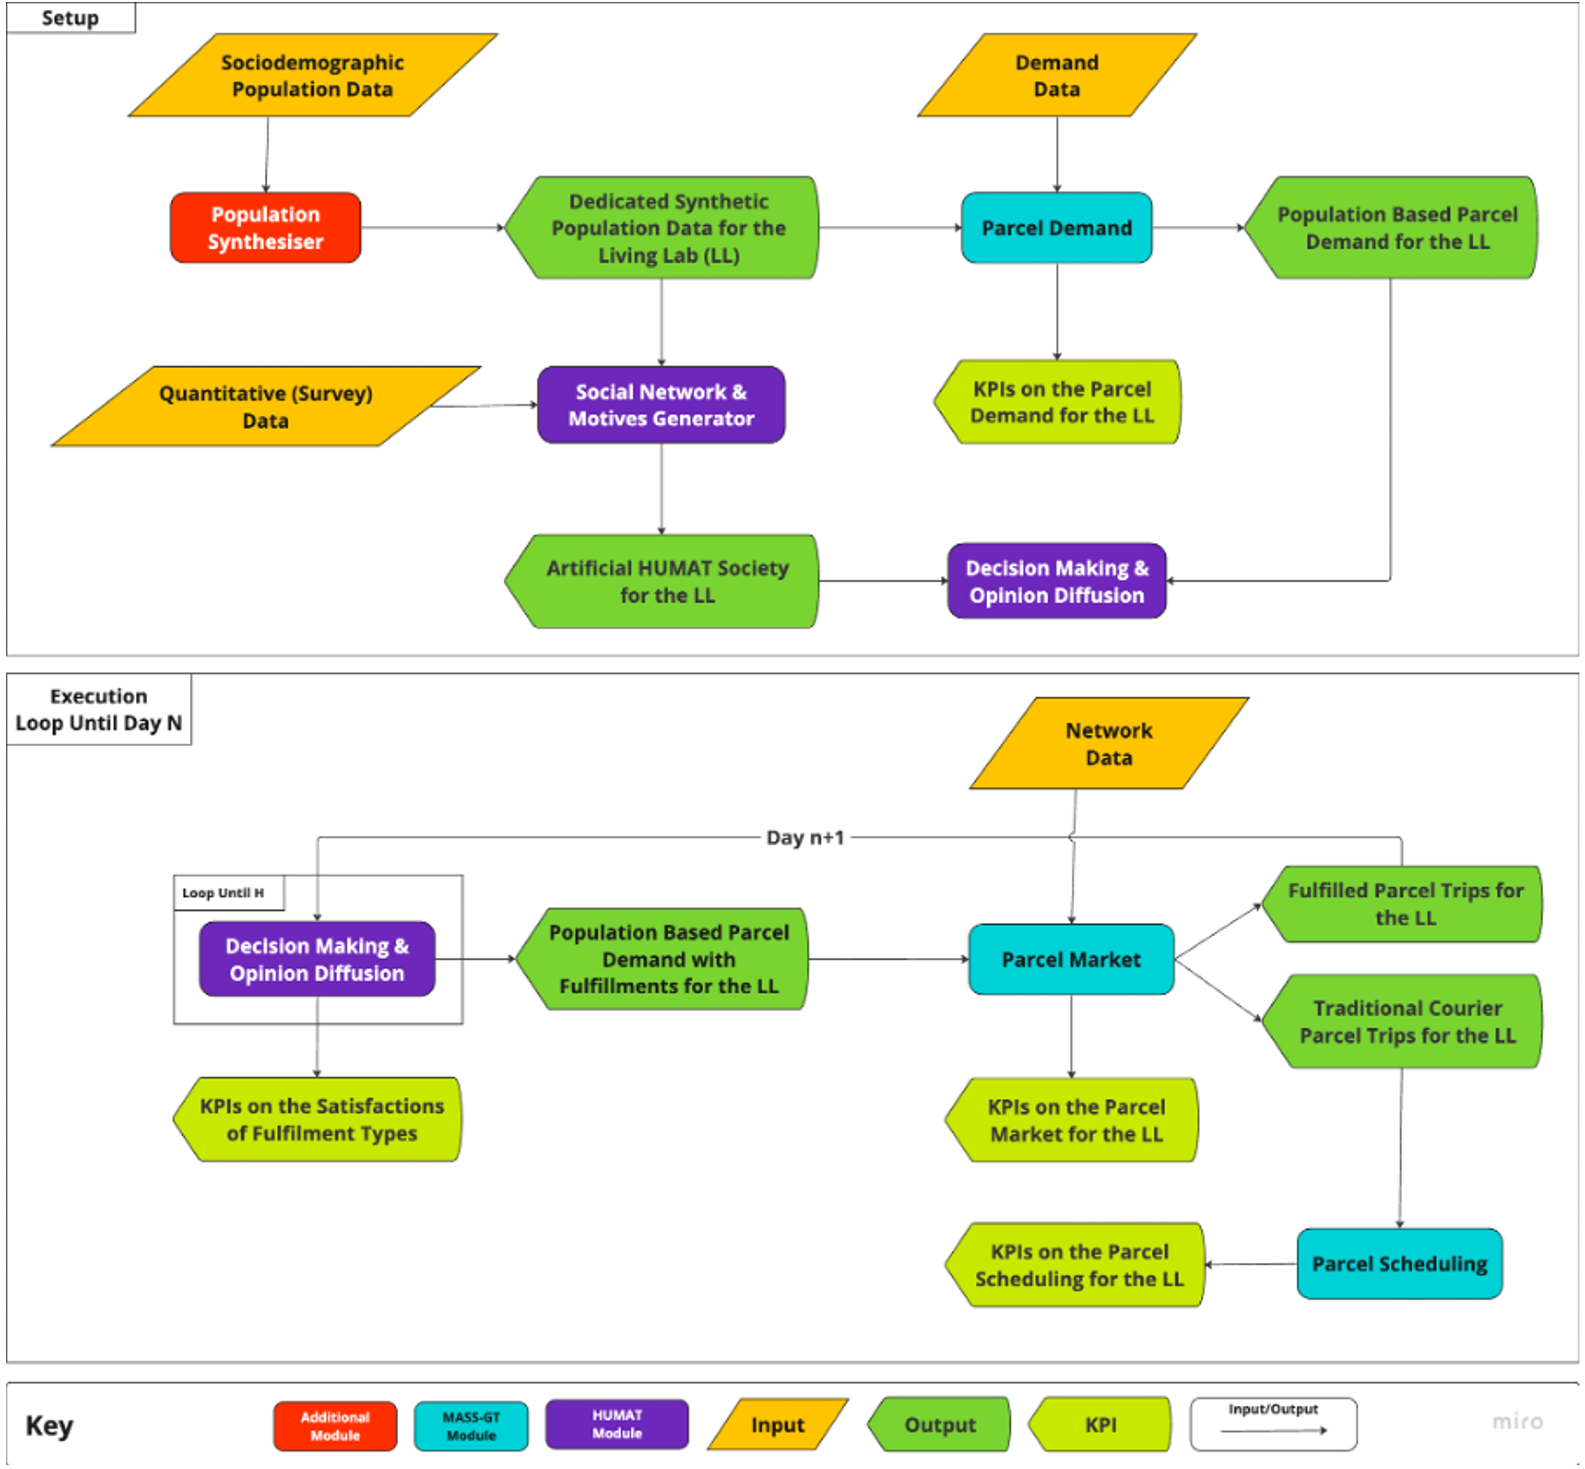 Setup
Sociodemographic
Population Data
Demand
Data
Population
Synthesiser
Dedicated Synthetic
Population Data for the
Living Lab (LL)
Parcel Demand
Population Based Parcel
Demand for the LL
Quantitative (Survey)
Data
Social Network &
Motives Generator
KPIs on the Parcel
Demand for the LL
Artificial HUMAT Society
for the LL
Decision Making &
Opinion Diffusion
Execution
Loop Until Day N
Network
Data
Day n+1
Loop Until H
Decision Making &
Opinion Diffusion
Population Based Parcel
Demand with
Fulfillments for the LL
Parcel Market
Fulfilled Parcel Trips for
the LL
Traditional Courier
Parcel Trips for the LL
KPIs on the Satisfactions
of Fulfilment Types
KPIs on the Parcel
Market for the LL
KPIs on the Parcel
Scheduling for the LL
Parcel Scheduling
Key
Additional
Module
MASS-GT
Module
HUMAT
Module
Input
Output
KPI
Input/Output
miro